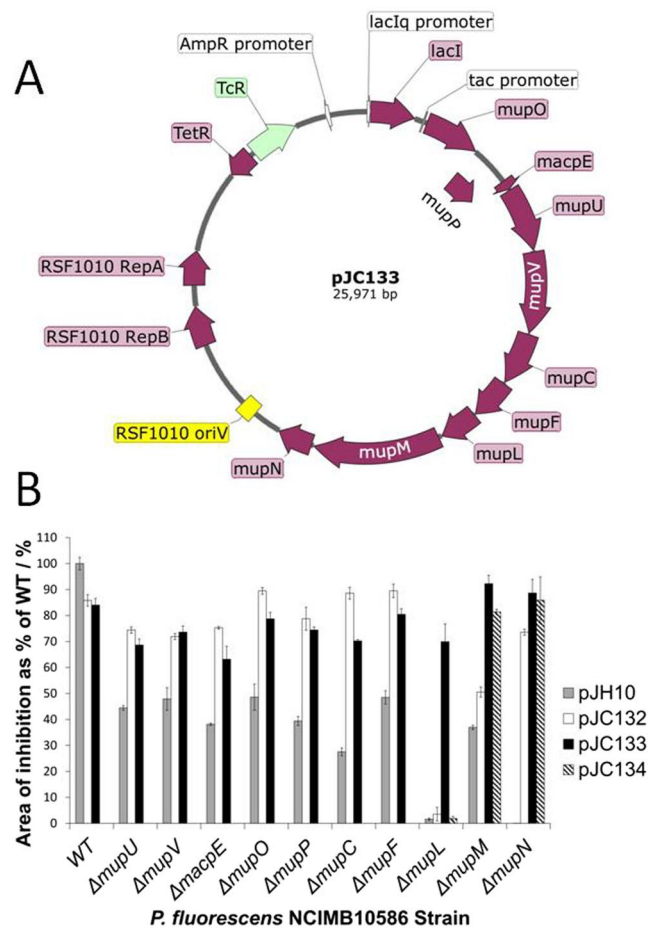 A
AmpR promoter
lacIq promoter
lacI
tac promoter
mupO
TcR
TetR
macpE
mupU
mupP
mupV
RSF1010 RepA
pJC133
25,971 bp
RSF1010 RepB
mupC
mupF
RSF1010 oriV
mupL
mupN
mupM
B
Area of inhibition as % of WT / %
110
100
90
80
70
60
50
40
30
20
10
0
WT
ΔmupU
ΔmupV
ΔmacpE
ΔmupO
ΔmupP
ΔmupC
ΔmupF
ΔmupL
ΔmupM
ΔmupN
pJH10
pJC132
pJC133
pJC134
P. fluorescens NCIMB10586 Strain